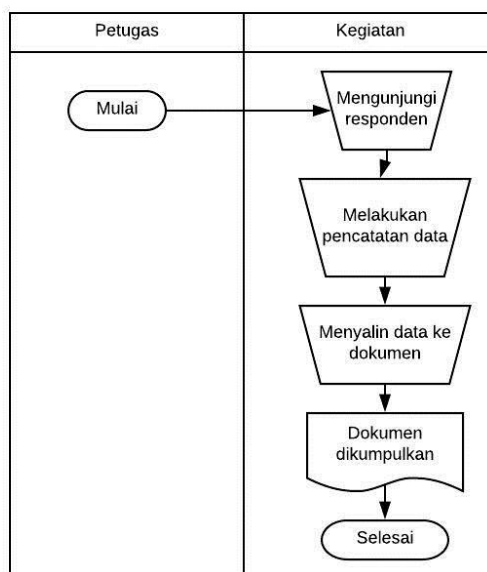 Petugas
Kegiatan
Mulai
Mengunjungi
responden
Melakukan
pencatatan data
Menyalin data ke
dokumen
Dokumen
dikumpulkan
Selesai